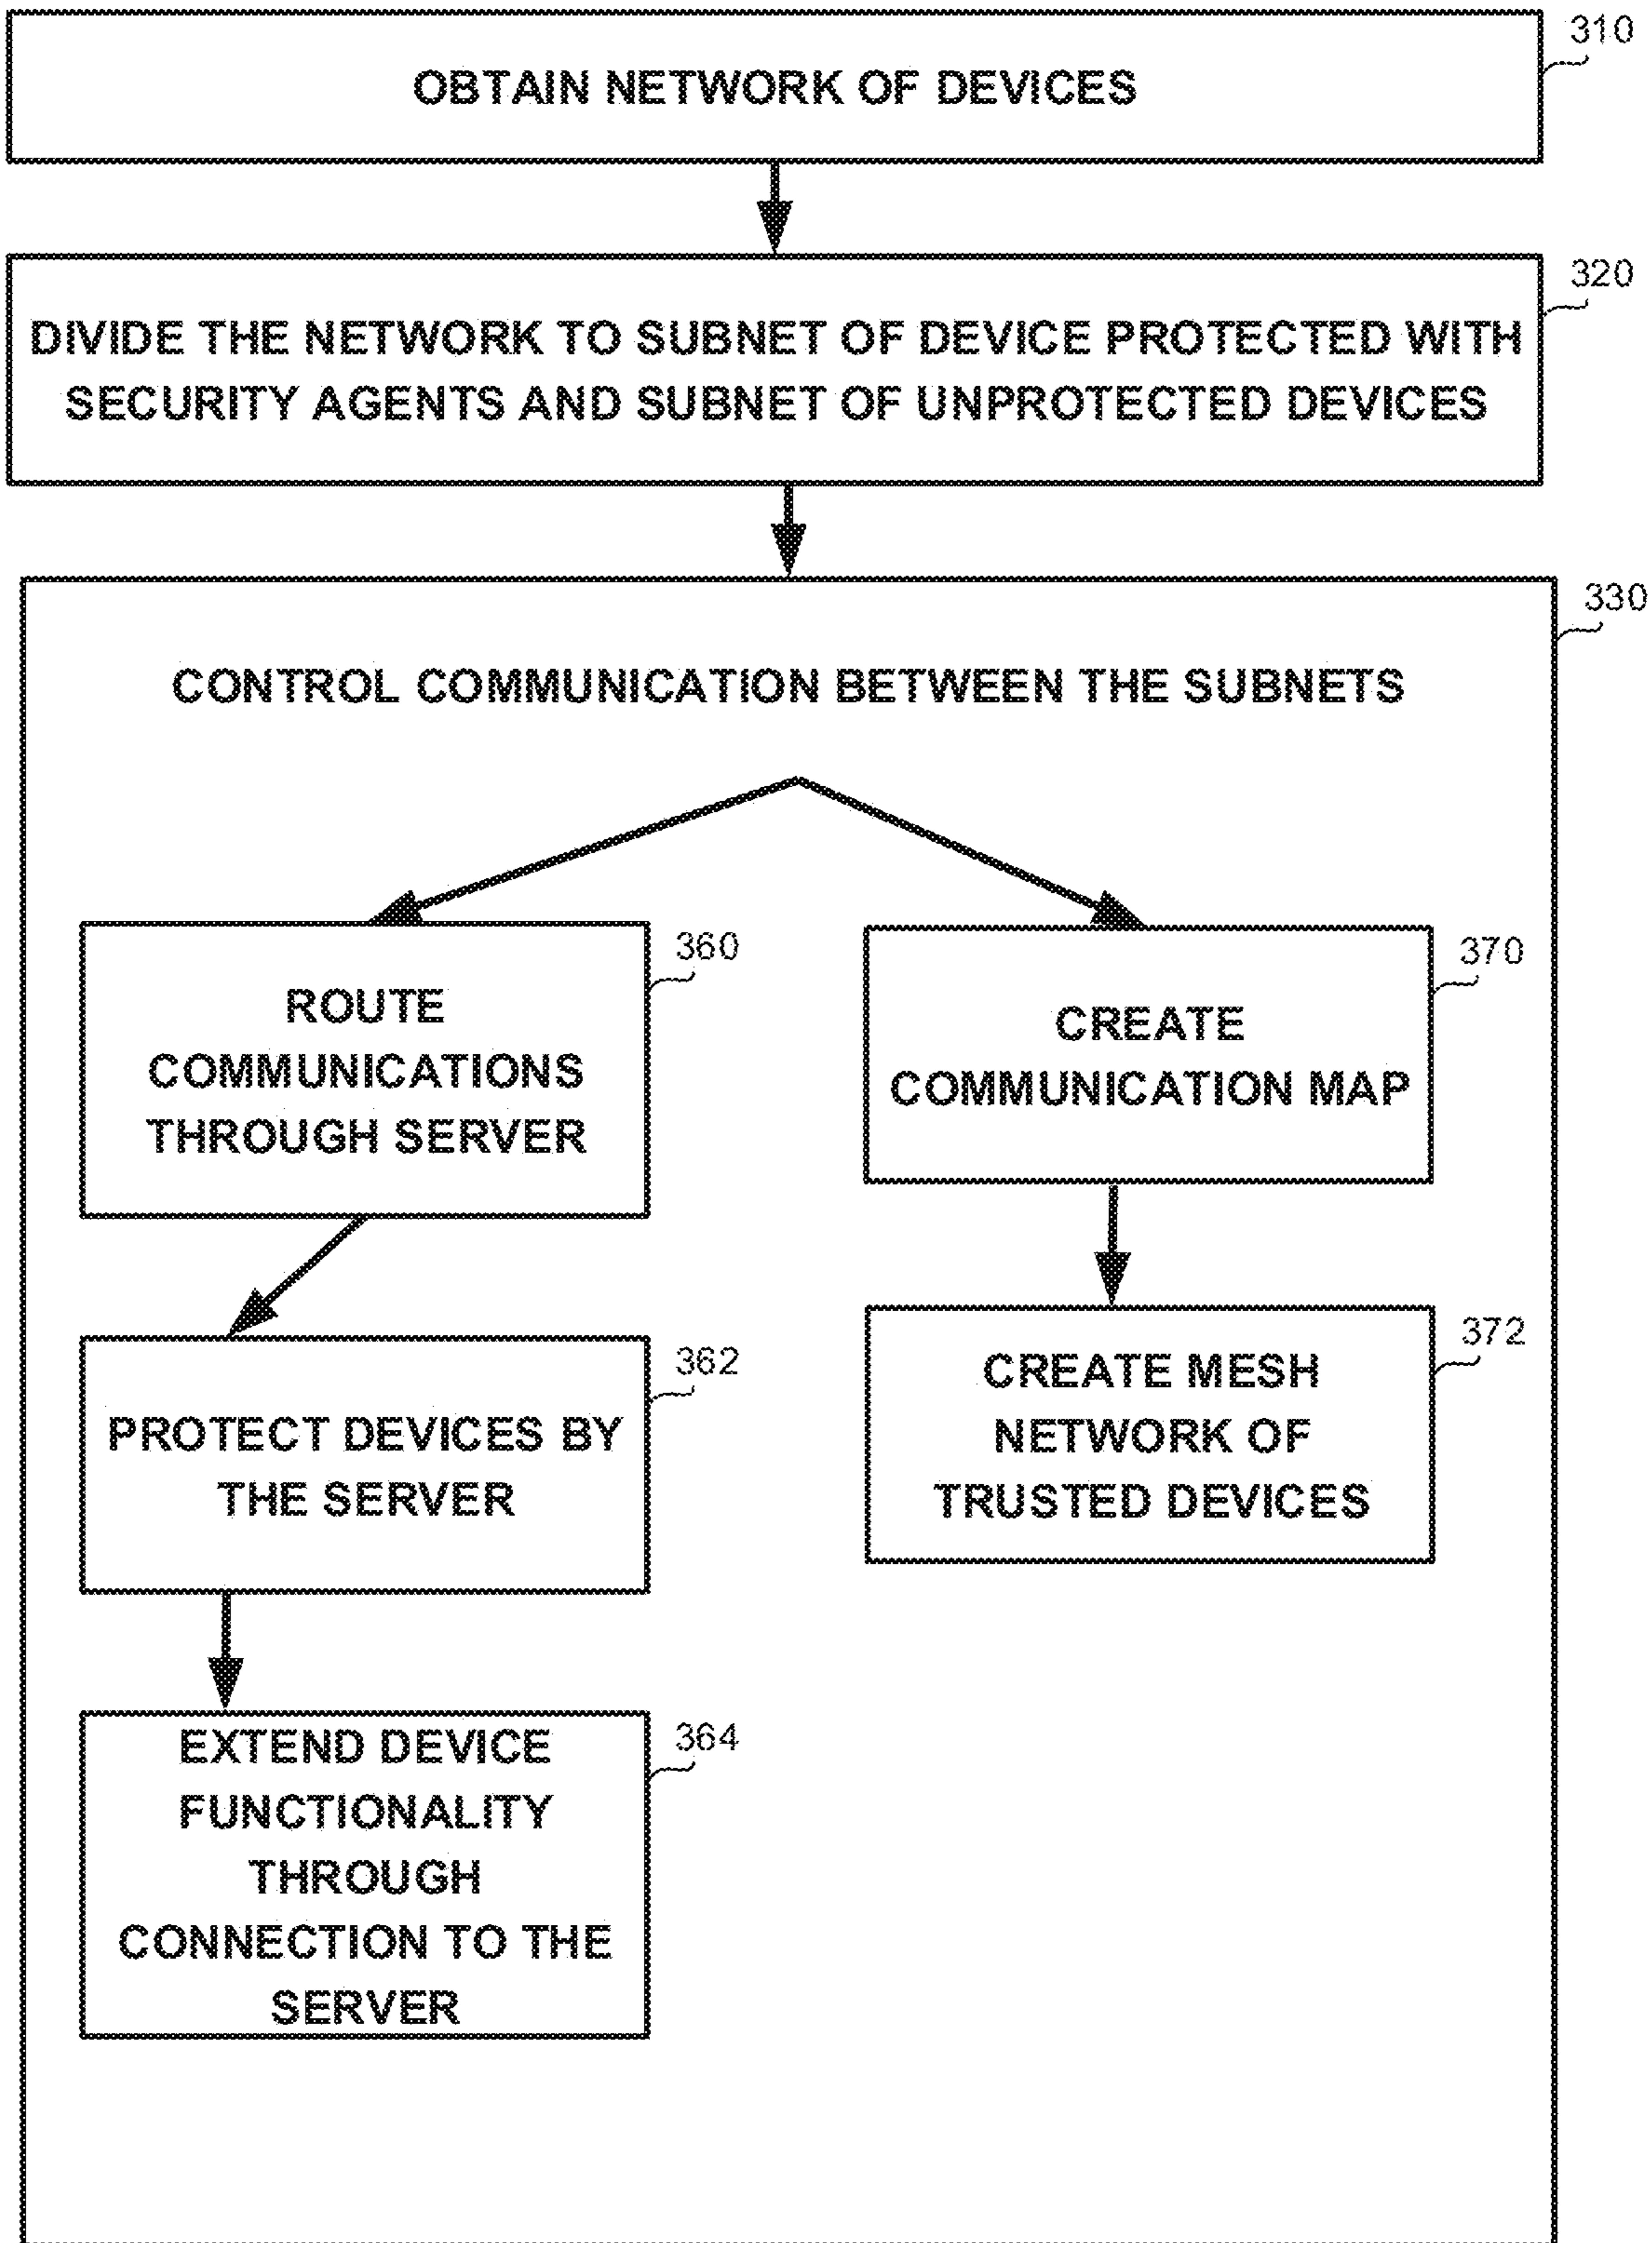 310
OBTAIN NETWORK OF DEVICES
320
DIVIDE THE NETWORK TO SUBNET OF DEVICE PROTECTED WITH
SECURITY AGENTS AND SUBNET OF UNPROTECTED DEVICES
330
CONTROL COMMUNICATION BETWEEN THE SUBNETS
360
ROUTE
COMMUNICATIONS
THROUGH SERVER
370
CREATE
COMMUNICATION MAP
362
PROTECT DEVICES BY
THE SERVER
372
CREATE MESH
NETWORK OF
TRUSTED DEVICES
364
EXTEND DEVICE
FUNCTIONALITY
THROUGH
CONNECTION TO THE
SERVER